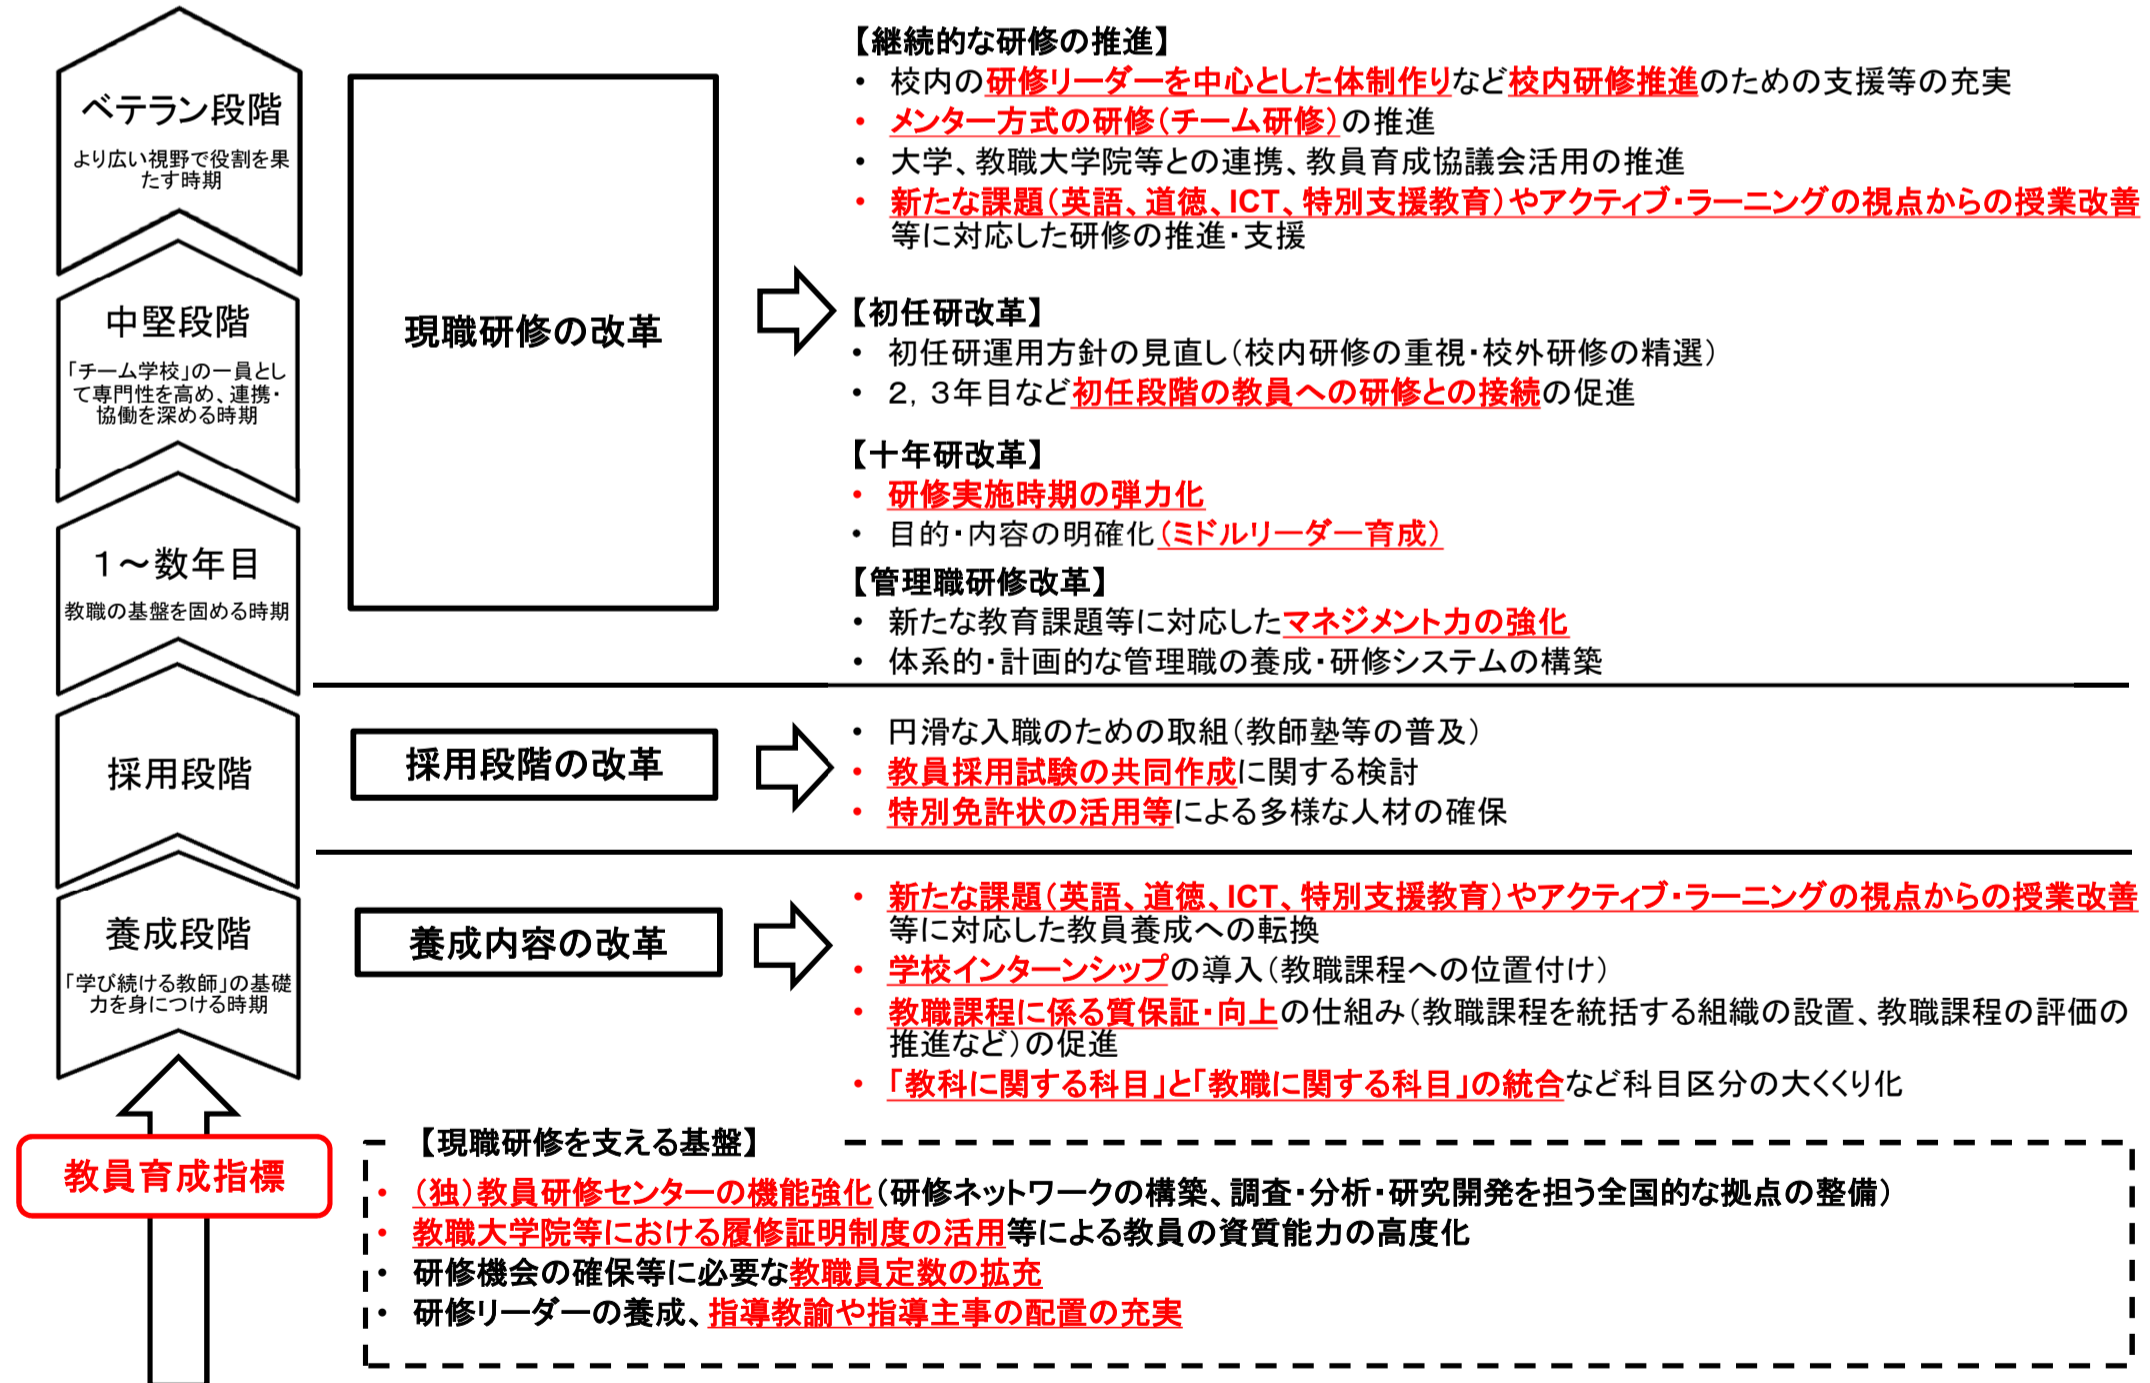 ベテラン段階
より広い視野で役割を果
たす時期
中堅段階
「チーム学校」の一員とし
て専門性を高め、連携・
協働を深める時期
１～数年目
教職の基盤を固める時期
採用段階
養成段階
「学び続ける教師」の基礎
力を身につける時期
教員育成指標
現職研修の改革
【継続的な研修の推進】
• 校内の研修リーダーを中心とした体制作りなど校内研修推進のための支援等の充実
• メンター方式の研修（チーム研修）の推進
• 大学、教職大学院等との連携、教員育成協議会活用の推進
• 新たな課題（英語、道徳、ICT、特別支援教育）やアクティブ・ラーニングの視点からの授業改善
等に対応した研修の推進・支援
【初任研改革】
• 初任研運用方針の見直し（校内研修の重視・校外研修の精選）
• ２，３年目など初任段階の教員への研修との接続の促進
【十年研改革】
• 研修実施時期の弾力化
• 目的・内容の明確化（ミドルリーダー育成）
【管理職研修改革】
• 新たな教育課題等に対応したマネジメント力の強化
• 体系的・計画的な管理職の養成・研修システムの構築
採用段階の改革
• 円滑な入職のための取組（教師塾等の普及）
• 教員採用試験の共同作成に関する検討
• 特別免許状の活用等による多様な人材の確保
養成内容の改革
• 新たな課題（英語、道徳、ICT、特別支援教育）やアクティブ・ラーニングの視点からの授業改善
等に対応した教員養成への転換
• 学校インターンシップの導入（教職課程への位置付け）
• 教職課程に係る質保証・向上の仕組み（教職課程を統括する組織の設置、教職課程の評価の
推進など）の促進
• 「教科に関する科目」と「教職に関する科目」の統合など科目区分の大くくり化
【現職研修を支える基盤】
• （独）教員研修センターの機能強化（研修ネットワークの構築、調査・分析・研究開発を担う全国的な拠点の整備）
• 教職大学院等における履修証明制度の活用等による教員の資質能力の高度化
• 研修機会の確保等に必要な教職員定数の拡充
• 研修リーダーの養成、指導教諭や指導主事の配置の充実